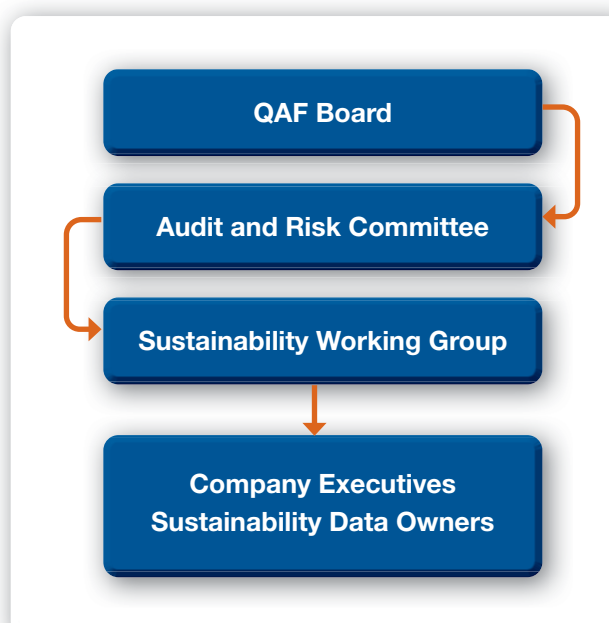 QAF Board
Audit and Risk Committee
Sustainability Working Group
Company Executives
Sustainability Data Owners